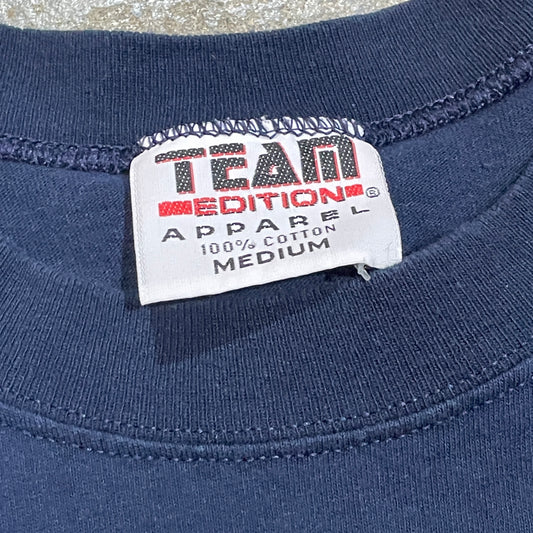 TEAM
EDITION ®
APPAREL
100% COTTON
MEDIUM